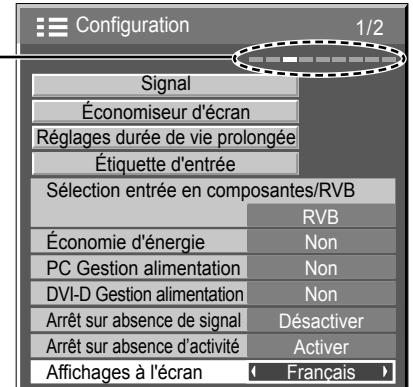 Configuration 1/2
Signal
Économiseur d'écran
Réglages durée de vie prolongée
Étiquette d'entrée
Sélection entrée en composantes/RVB
RVB
Économie d'énergie Non
PC Gestion alimentation Non
DVI-D Gestion alimentation Non
Arrêt sur absence de signal Désactiver
Arrêt sur absence d’activité Activer
Affichages à l'écran Français